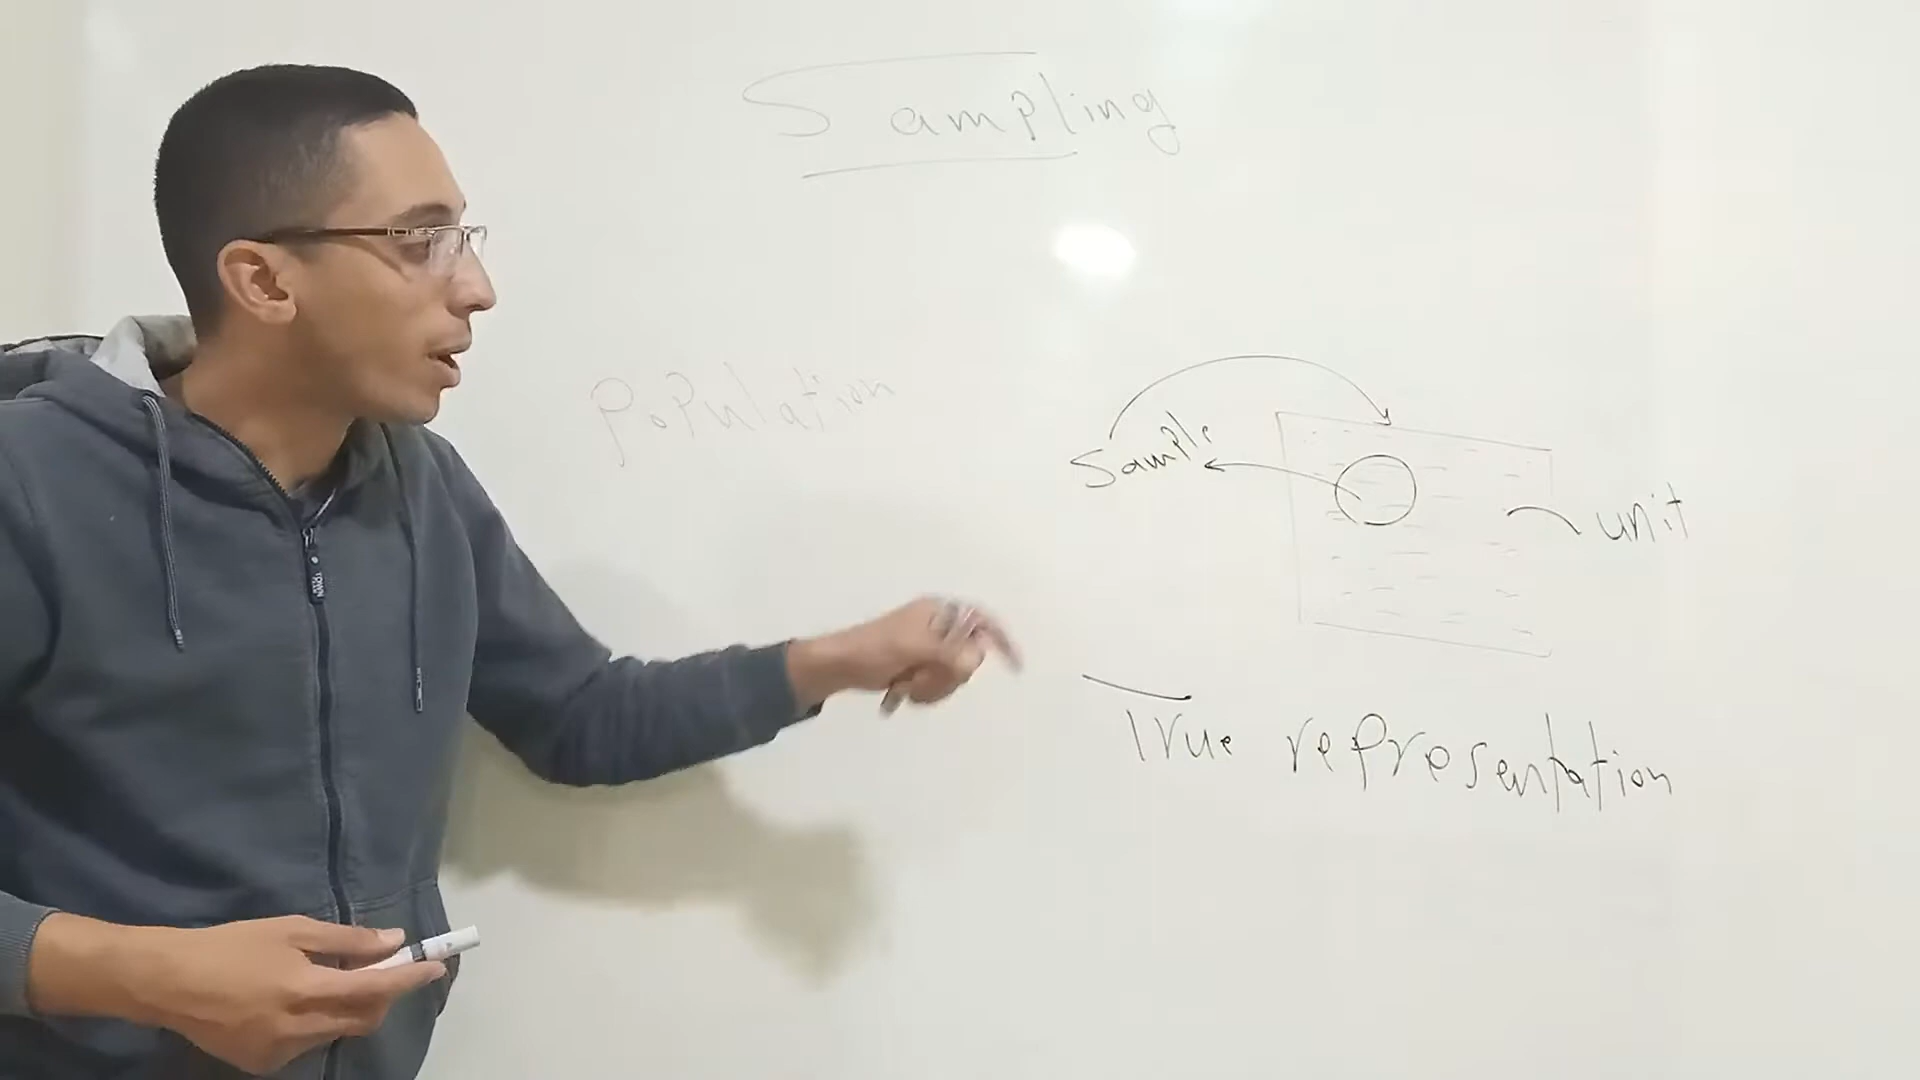 Sampling
Population
Sample
unit
True representation